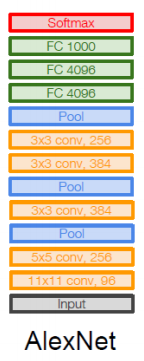 Softmax
FC 1000
FC 4096
FC 4096
Pool
3x3 conv, 256
3x3 conv, 384
Pool
3x3 conv, 384
Pool
5x5 conv, 256
11x11 conv, 96
Input
AlexNet